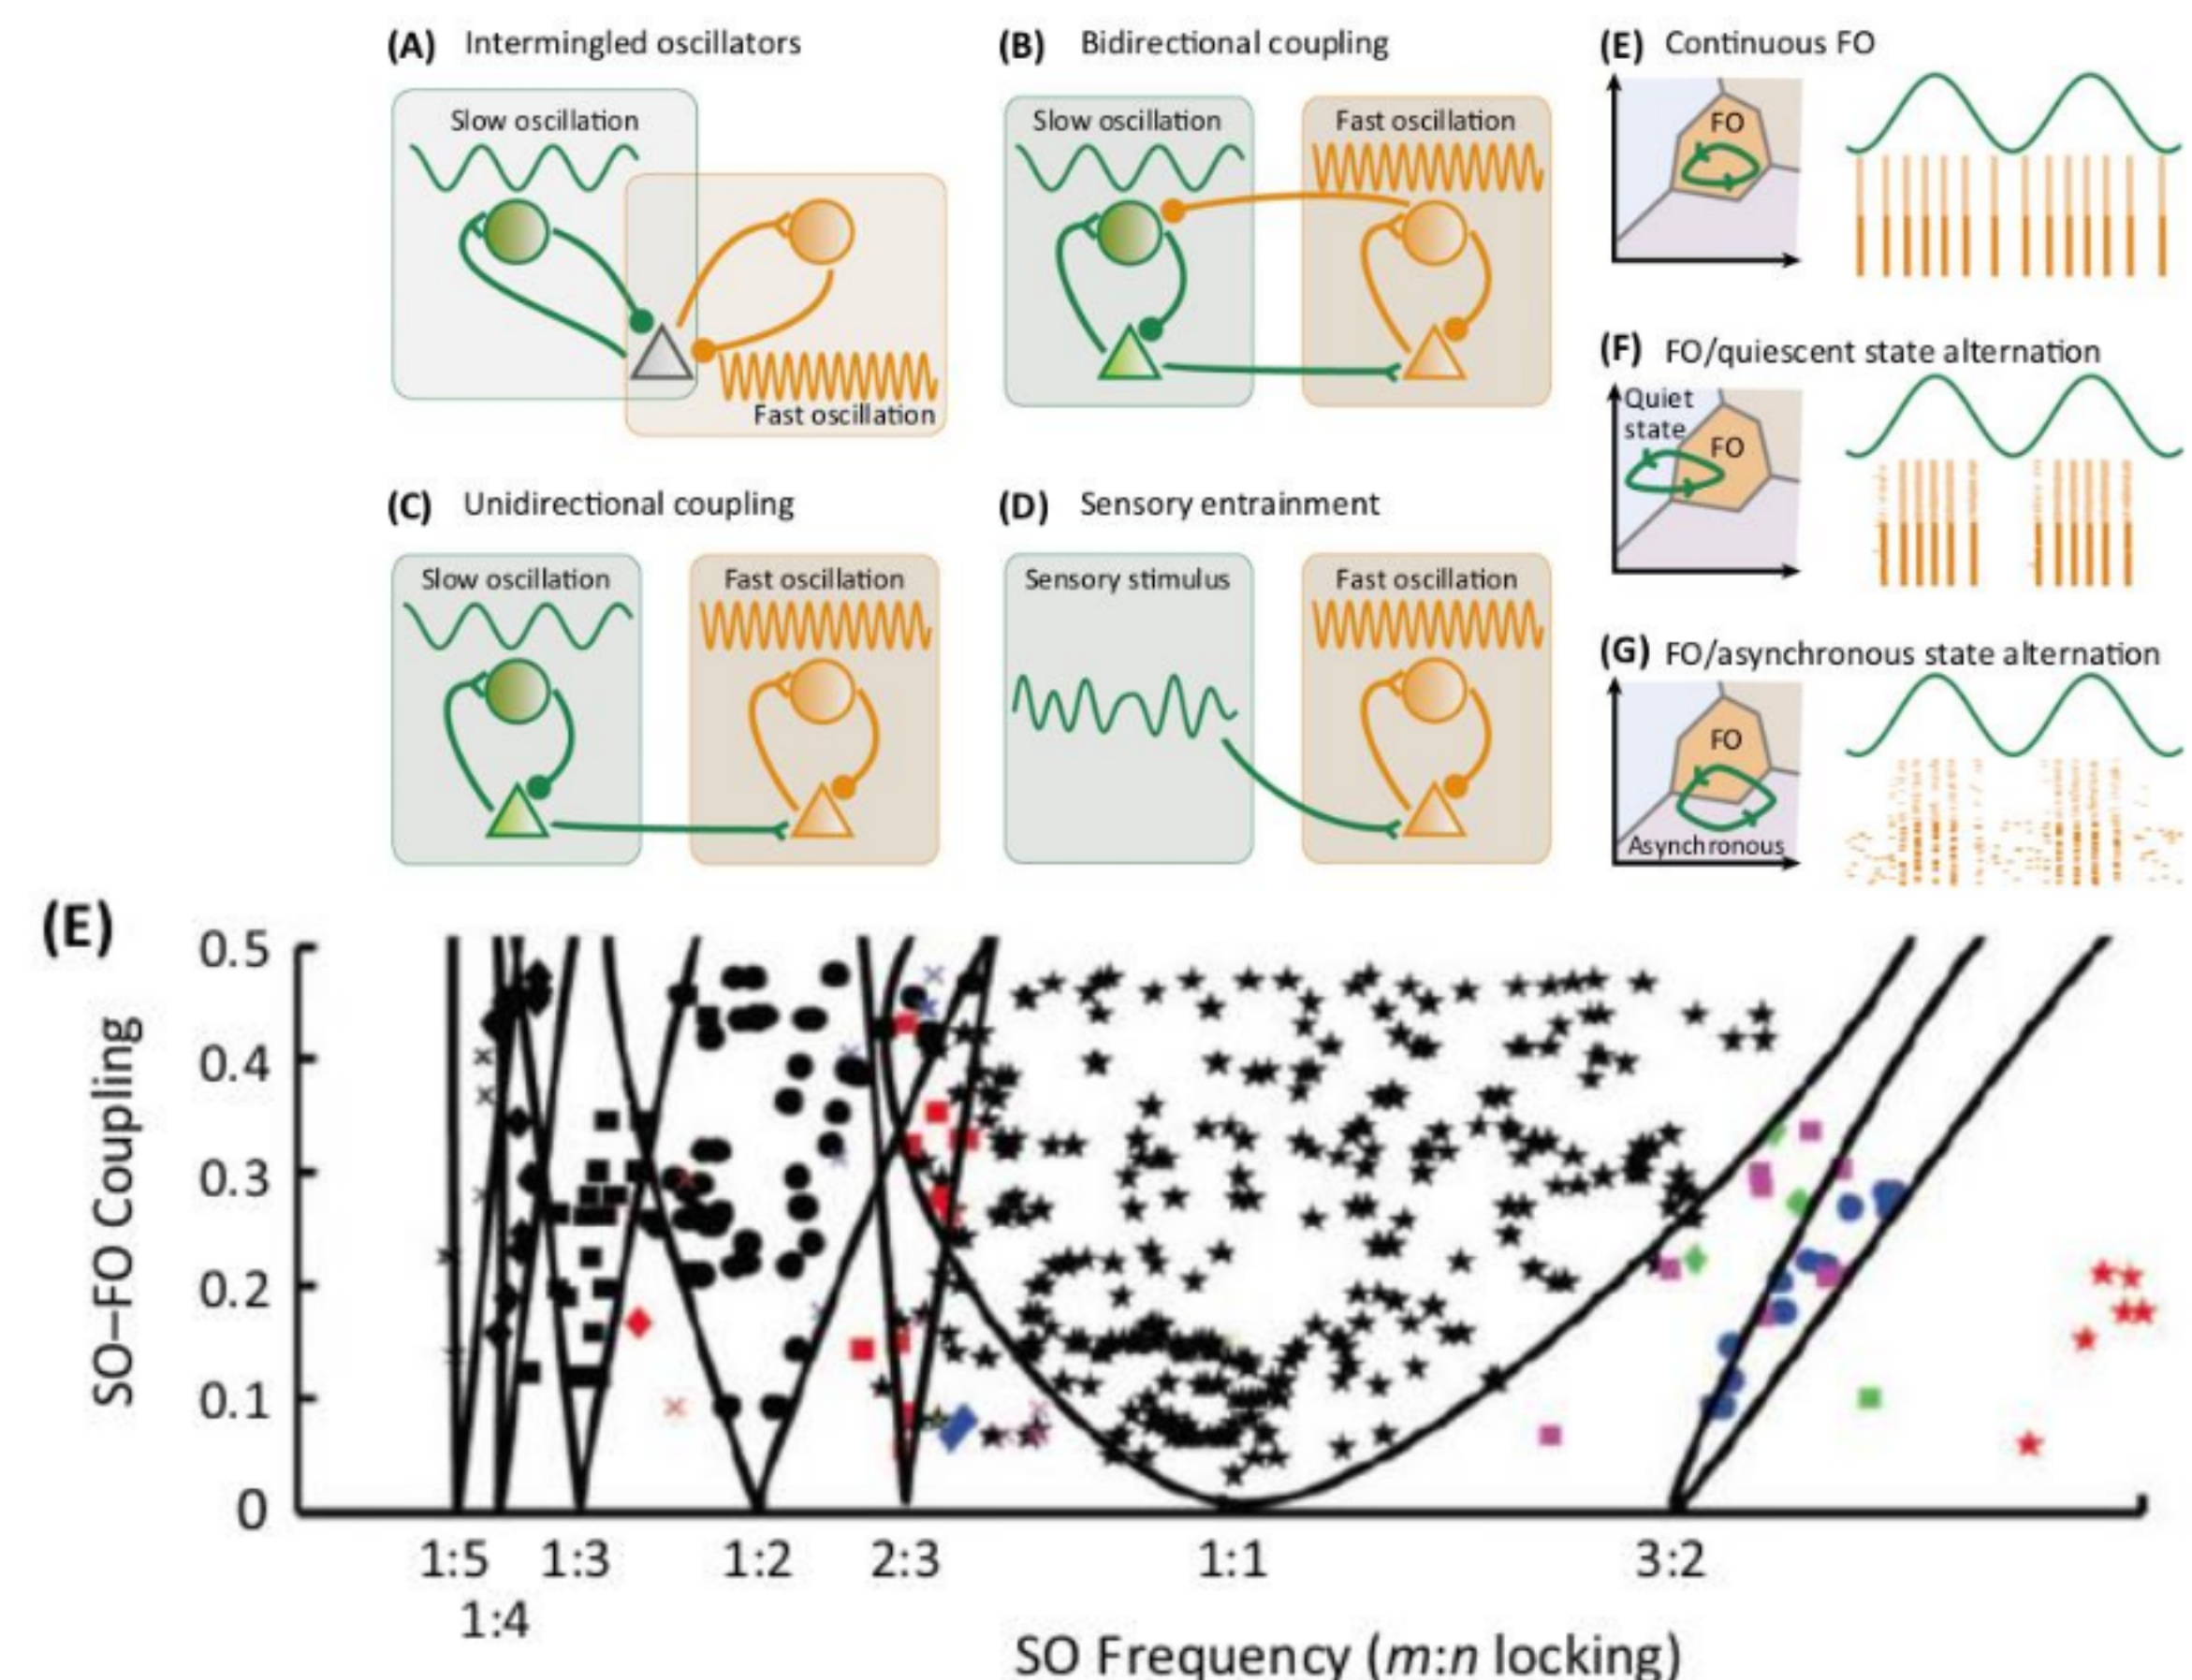 (A) Intermingled oscillators
Slow oscillation
Fast oscillation
(B) Bidirectional coupling
Slow oscillation
Fast oscillation
(E) Continuous FO
FO
(F) FO/quiescent state alternation
Quiet
state
FO
(C) Unidirectional coupling
Slow oscillation
Fast oscillation
(D) Sensory entrainment
Sensory stimulus
Fast oscillation
(G) FO/asynchronous state alternation
FO
Asynchronous
(E)
SO–FO Coupling
0.5
0.4
0.3
0.2
0.1
0
1:5 1:3 1:2 2:3 1:1 3:2
1:4
SO Frequency (m:n locking)